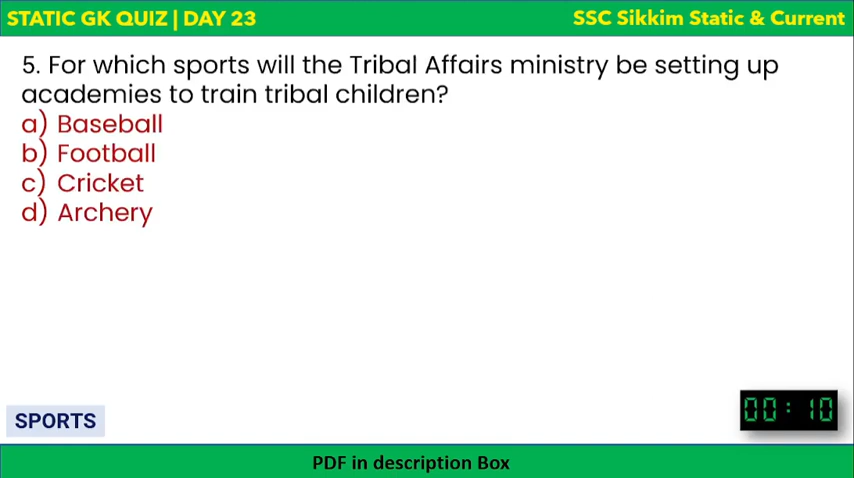 STATIC GK QUIZ | DAY 23
SSC Sikkim Static & Current
5. For which sports will the Tribal Affairs ministry be setting up
academies to train tribal children?
a) Baseball
b) Football
c) Cricket
d) Archery
SPORTS
00:10
PDF in description Box